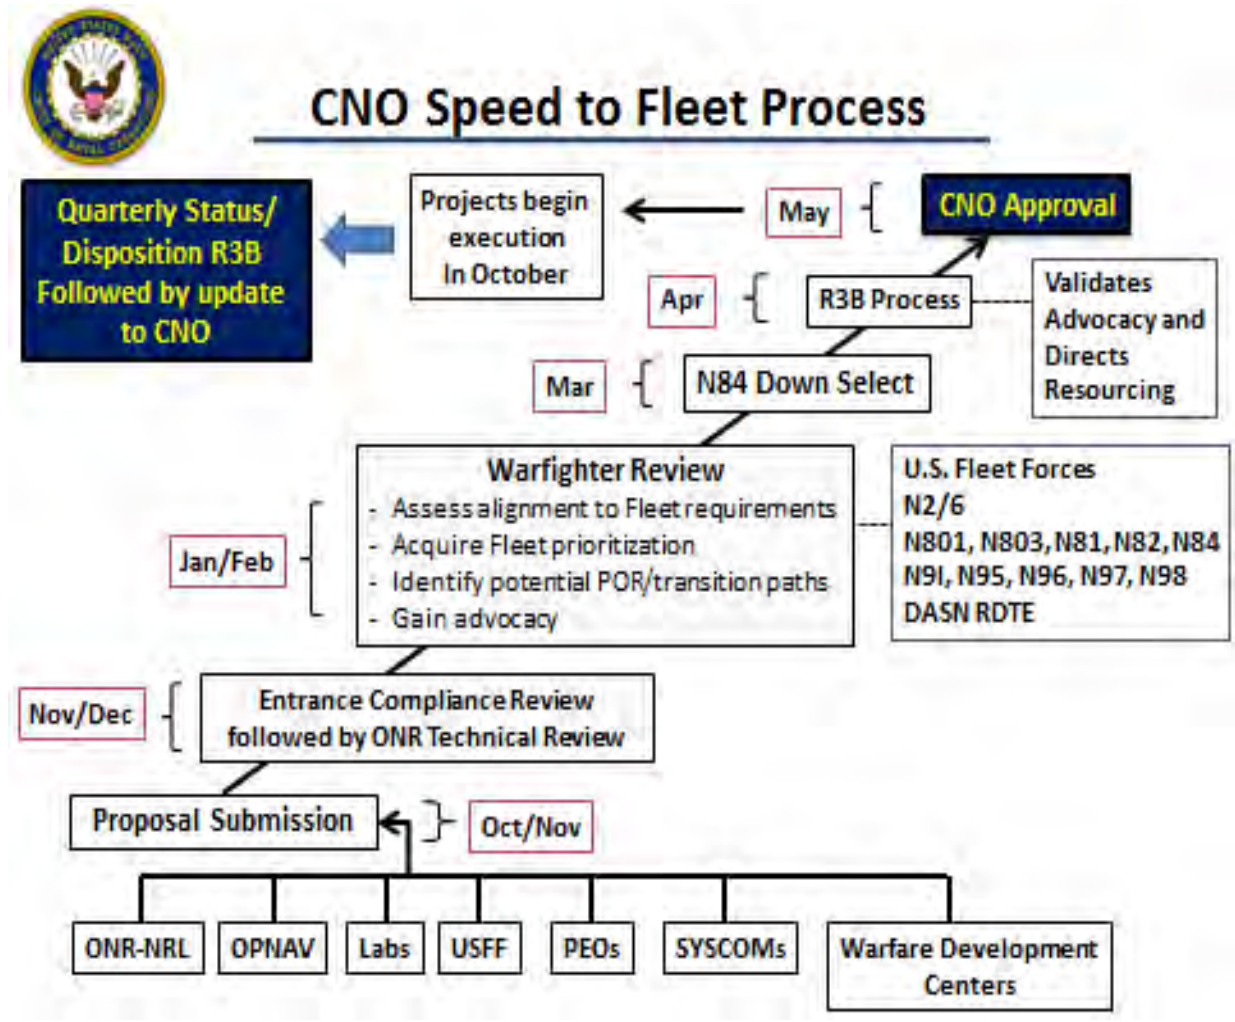 CNO Speed to Fleet Process
Quarterly Status/
Disposition R3B
Followed by update
to CNO
Projects begin
execution
In October
May
CNO Approval
Apr
R3B Process
Validates
Advocacy and
Directs
Resourcing
Mar
N84 Down Select
Jan/Feb
Warfighter Review
- Assess alignment to Fleet requirements
- Acquire Fleet prioritization
- Identify potential POR/transition paths
- Gain advocacy
U.S. Fleet Forces
N2/6
N801, N803, N81, N82, N84
N9I, N95, N96, N97, N98
DASN RDTE
Nov/Dec
Entrance Compliance Review
followed by ONR Technical Review
Proposal Submission
Oct/Nov
ONR-NRL
OPNAV
Labs
USFF
PEOs
SYSCOMs
Warfare Development
Centers